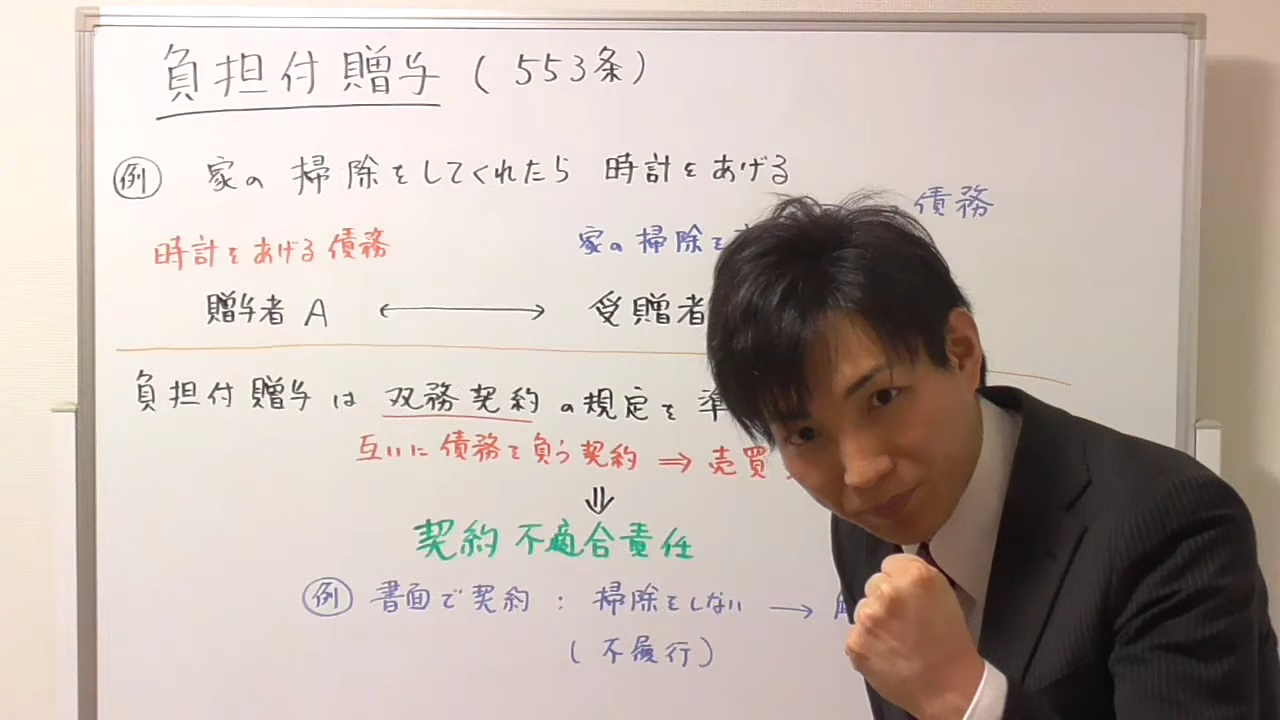 負担付贈与(553条)
例 家の掃除をしてくれたら 時計をあげる
時計をあげる債務 家の掃除を 債務
贈与者A ⟷ 受贈者
負担付贈与は双務契約の規定を準
互いに債務を負う契約 ⇒ 売買
⇓
契約不適合責任
例 書面で契約:掃除をしない →
(不履行)